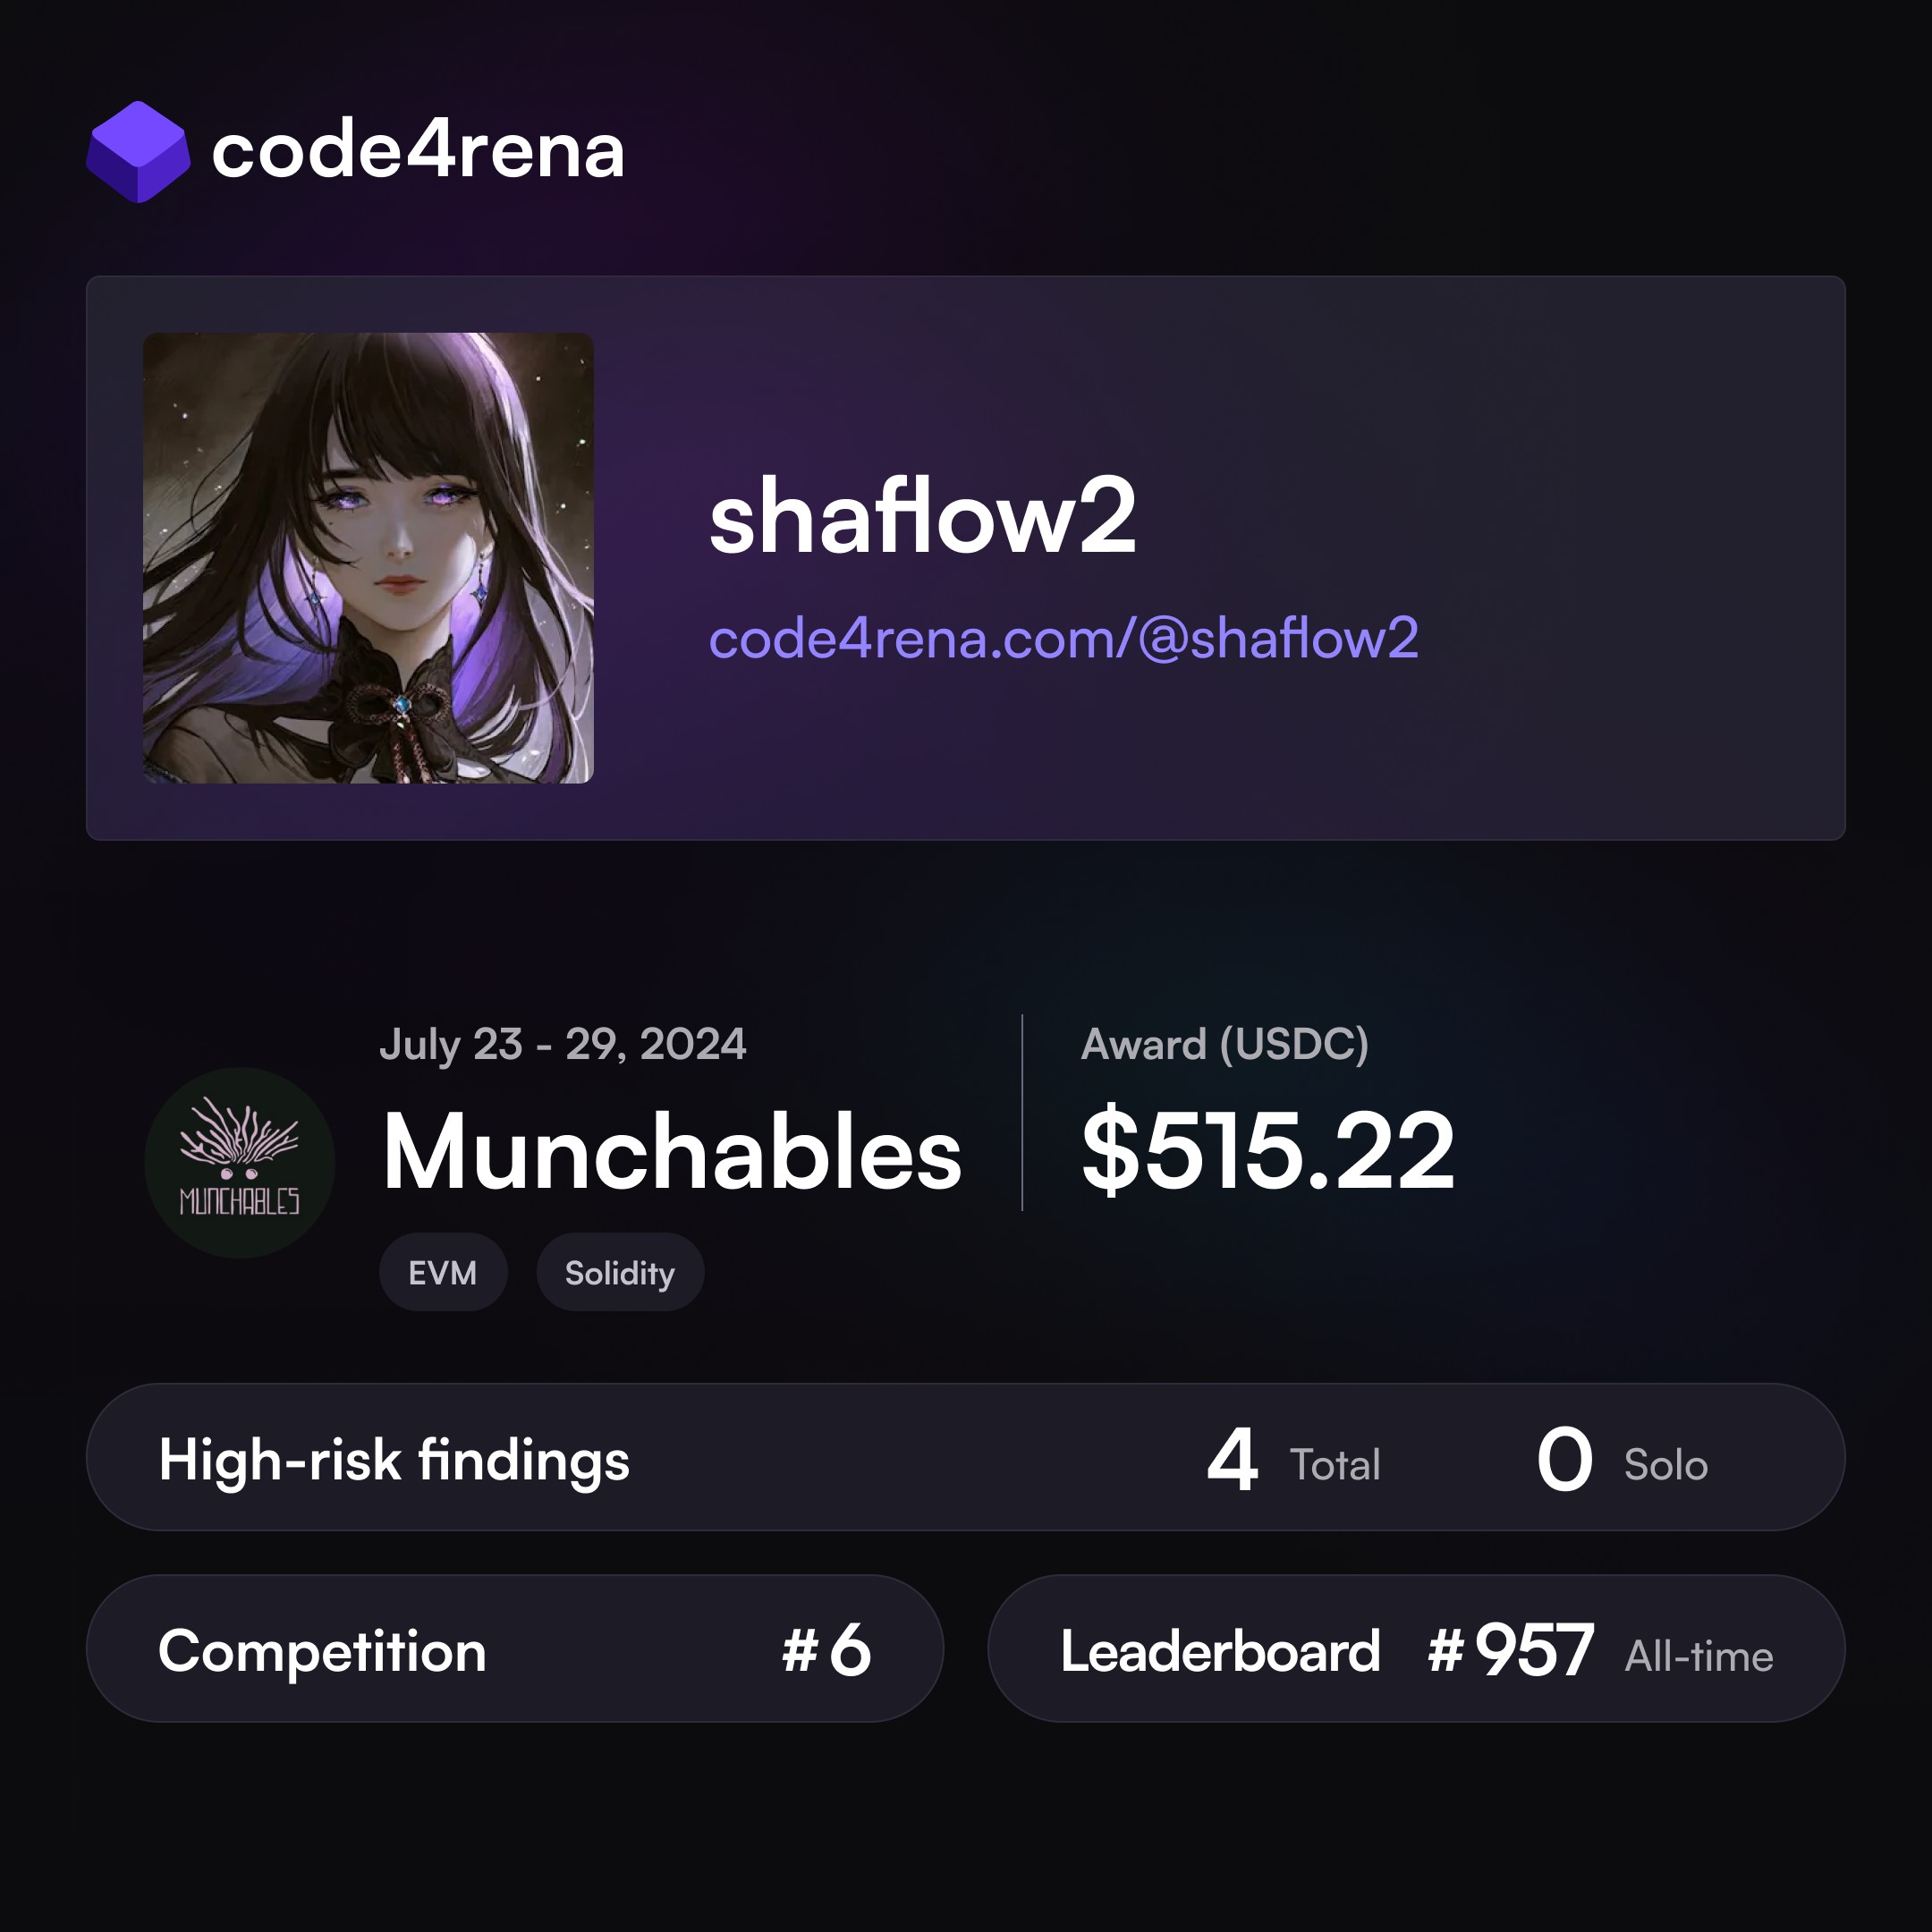 code4rena
shaflow2
code4rena.com/@shaflow2
July 23 - 29, 2024
Munchables
MUNCHABLES
EVM
Solidity
Award (USDC)
$515.22
High-risk findings
4 Total
0 Solo
Competition
#6
Leaderboard
#957 All-time